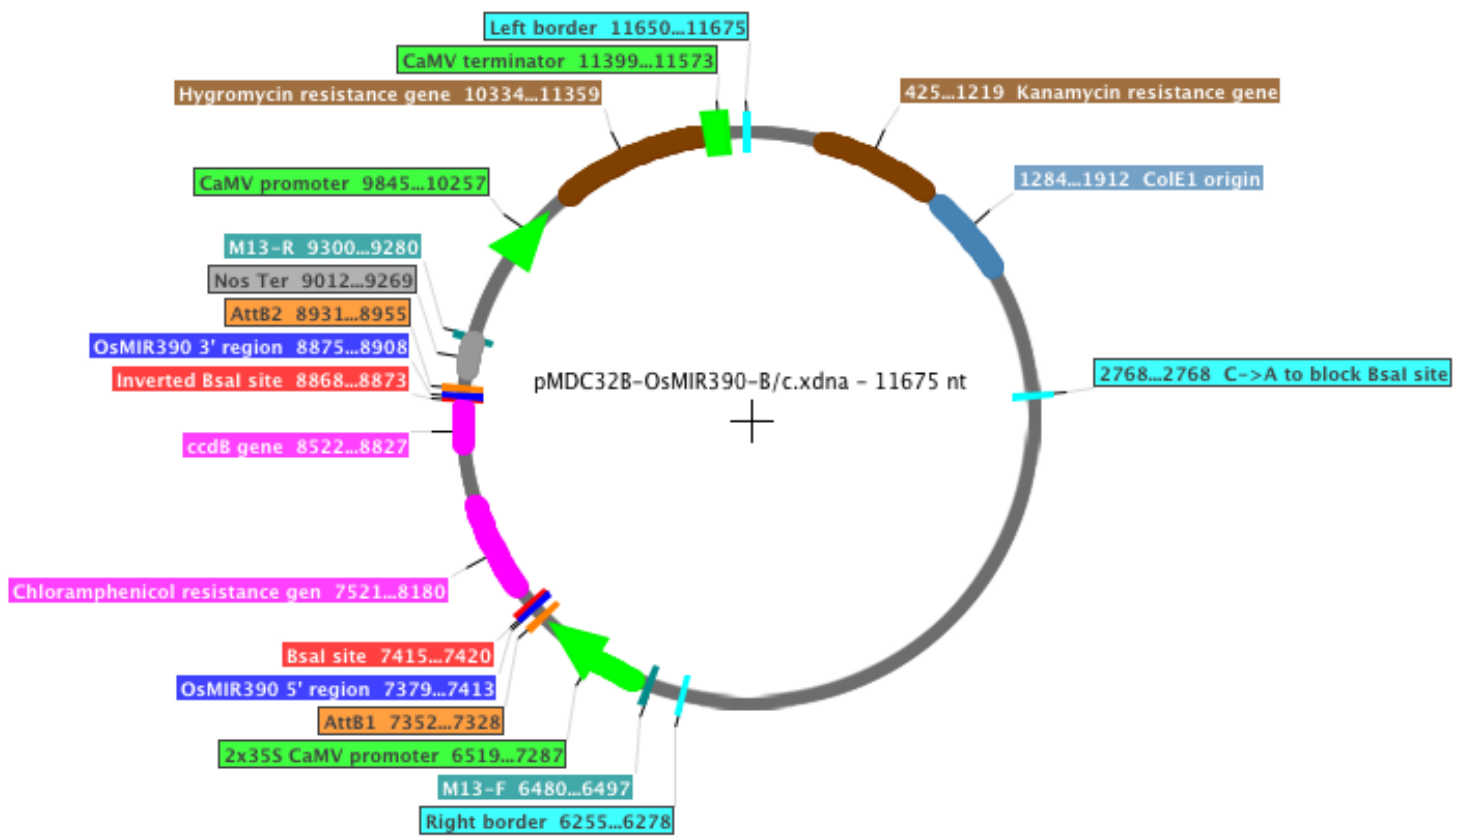 Left border 11650...11675
CaMV terminator 11399...11573
Hygromycin resistance gene 10334...11359
425...1219 Kanamycin resistance gene
CaMV promoter 9845...10257
1284...1912 ColE1 origin
M13-R 9300...9280
Nos Ter 9012...9269
AttB2 8931...8955
OsMIR390 3' region 8875...8908
Inverted BsaI site 8868...8873
pMDC32B-OsMIR390-B/c.xdna - 11675 nt
2768...2768 C->A to block BsaI site
ccdB gene 8522...8827
Chloramphenicol resistance gen 7521...8180
BsaI site 7415...7420
OsMIR390 5' region 7379...7413
AttB1 7352...7328
2x35S CaMV promoter 6519...7287
M13-F 6480...6497
Right border 6255...6278